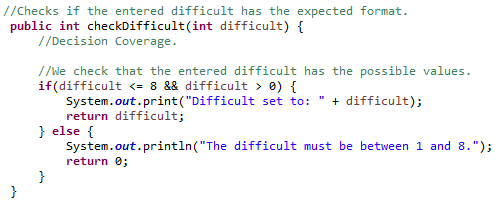 //Checks if the entered difficult has the expected format.
public int checkDifficult(int difficult) {
//Decision Coverage.
//We check that the entered difficult has the possible values.
if(difficult <= 8 && difficult > 0) {
System.out.print("Difficult set to: " + difficult);
return difficult;
} else {
System.out.println("The difficult must be between 1 and 8.");
return 0;
}
}